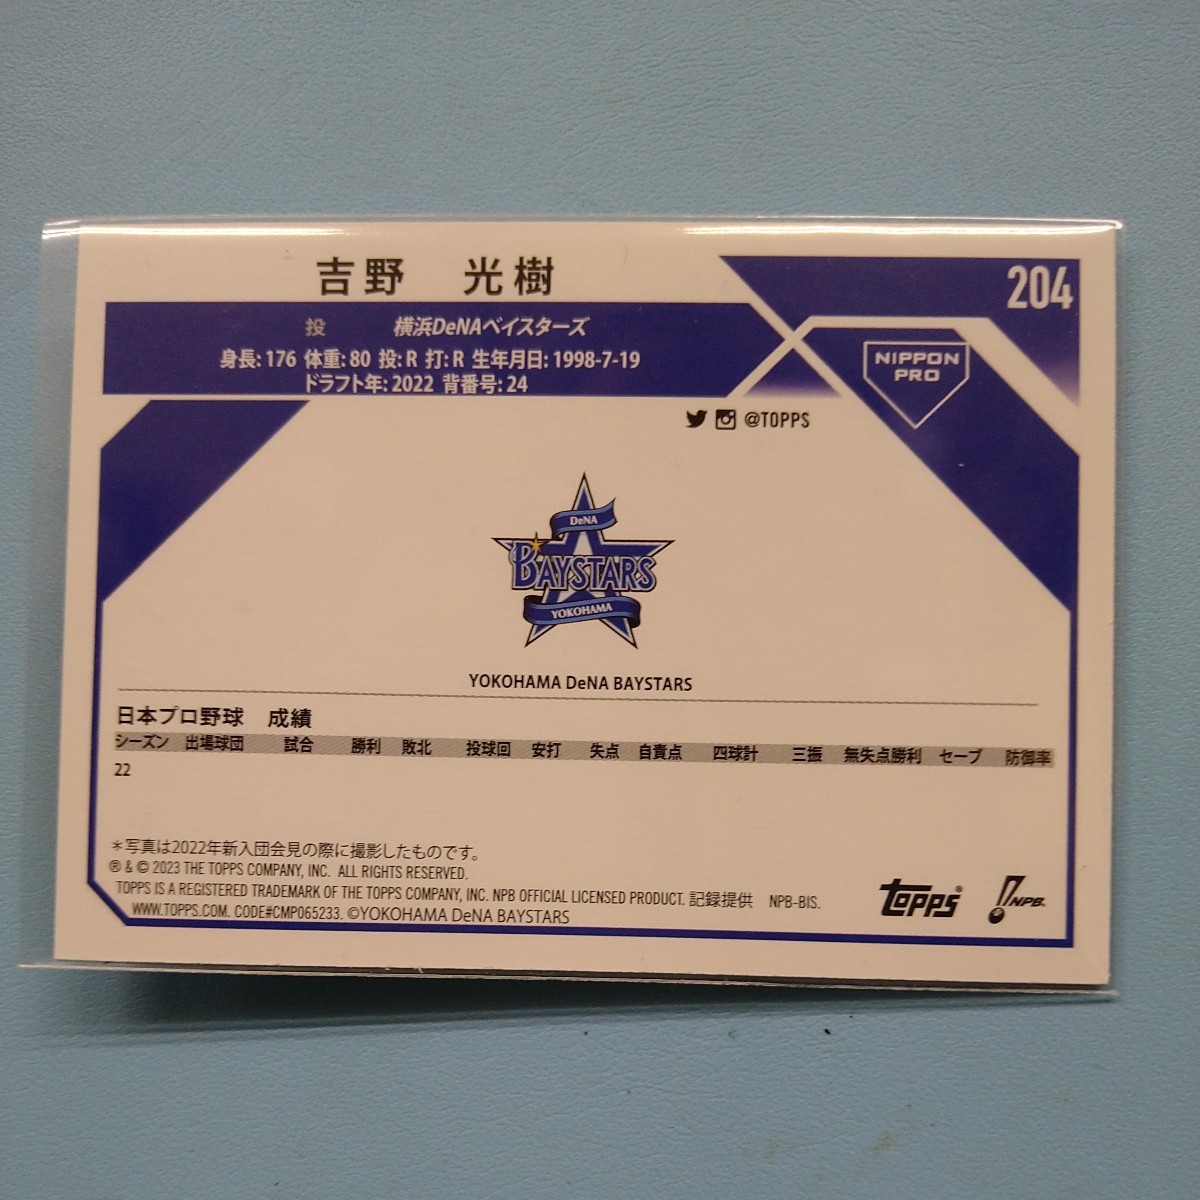 吉野 光樹
204
投 横浜DeNAベイスターズ
身長: 176 体重: 80 投: R 打: R 生年月日: 1998-7-19
ドラフト年: 2022 背番号: 24
NIPPON
PRO
@TOPPS
DeNA
BAYSTARS
YOKOHAMA
YOKOHAMA DeNA BAYSTARS
日本プロ野球 成績
シーズン 出場球団 試合 勝利 敗北 投球回 安打 失点 自責点 四球計 三振 無失点勝利 セーブ 防御率
22
＊写真は2022年新入団会見の際に撮影したものです。
® & © 2023 THE TOPPS COMPANY, INC. ALL RIGHTS RESERVED.
TOPPS IS A REGISTERED TRADEMARK OF THE TOPPS COMPANY, INC. NPB OFFICIAL LICENSED PRODUCT. 記録提供 NPB-BIS.
WWW.TOPPS.COM. CODE#CMP065233. ©YOKOHAMA DeNA BAYSTARS
topps®
NPB.